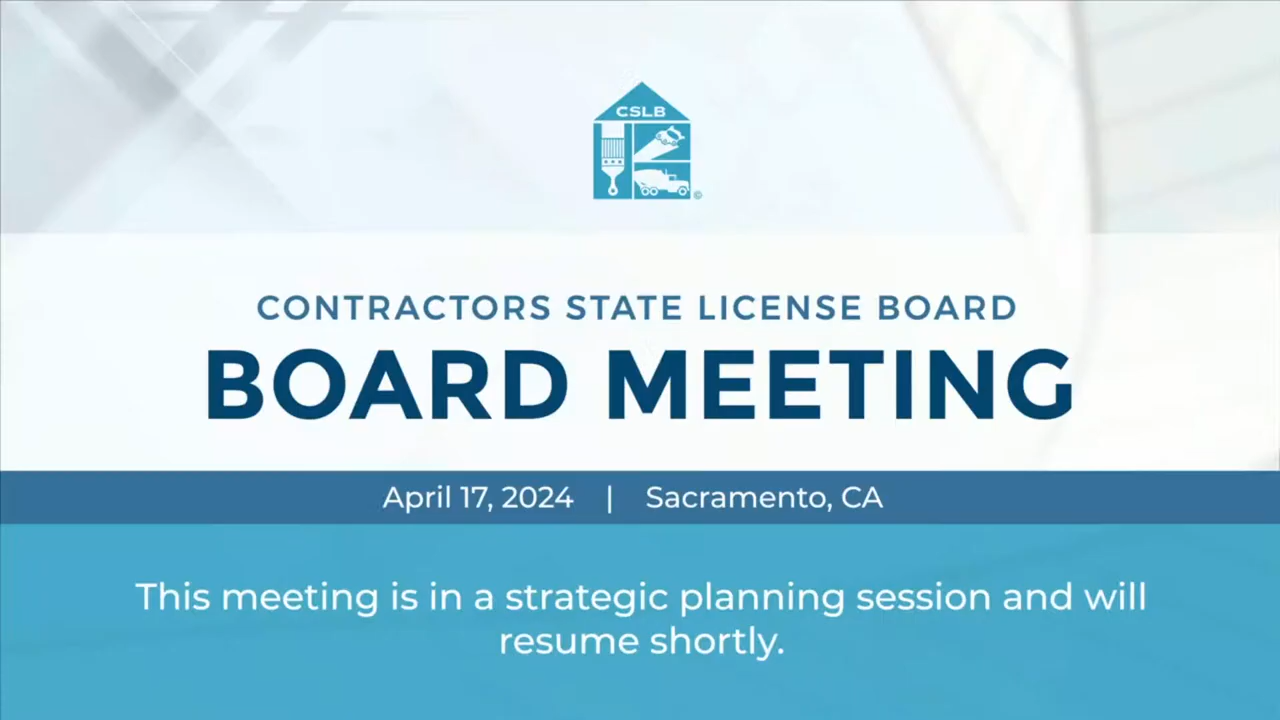 CSLB
©
CONTRACTORS STATE LICENSE BOARD
BOARD MEETING
April 17, 2024 | Sacramento, CA
This meeting is in a strategic planning session and will
resume shortly.